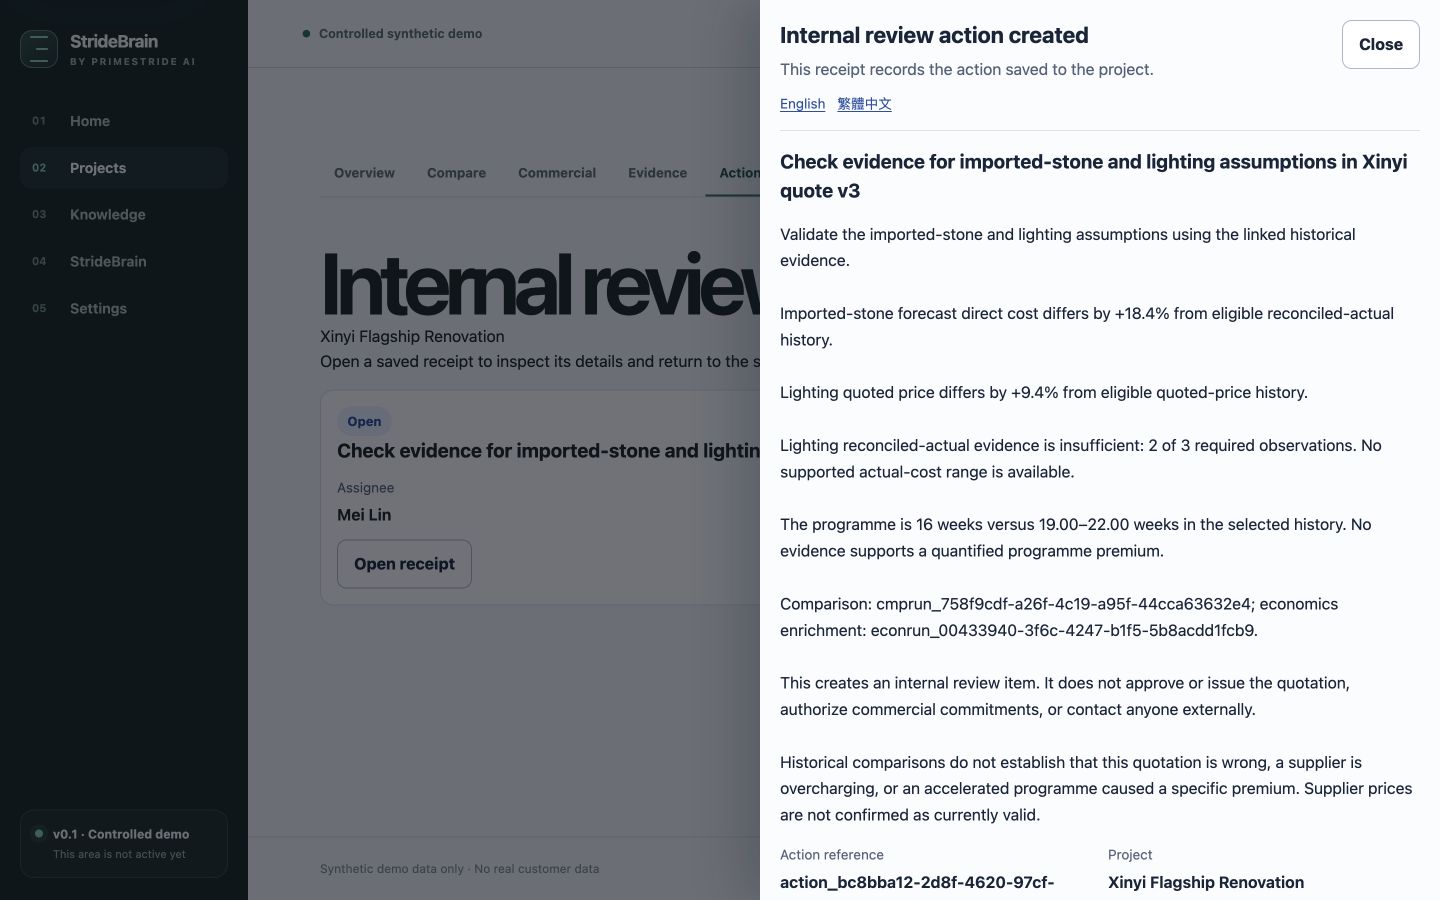 StrideBrain
BY PRIMESTRIDE AI
01 Home
02 Projects
03 Knowledge
04 StrideBrain
05 Settings
v0.1 · Controlled demo
This area is not active yet
Controlled synthetic demo
Overview Compare Commercial Evidence Action
Internal review
Xinyi Flagship Renovation
Open a saved receipt to inspect its details and return to the s
Open
Check evidence for imported-stone and lightin
Assignee
Mei Lin
Open receipt
Synthetic demo data only · No real customer data
Internal review action created
Close
This receipt records the action saved to the project.
English 繁體中文
Check evidence for imported-stone and lighting assumptions in Xinyi
quote v3
Validate the imported-stone and lighting assumptions using the linked historical
evidence.
Imported-stone forecast direct cost differs by +18.4% from eligible reconciled-actual
history.
Lighting quoted price differs by +9.4% from eligible quoted-price history.
Lighting reconciled-actual evidence is insufficient: 2 of 3 required observations. No
supported actual-cost range is available.
The programme is 16 weeks versus 19.00–22.00 weeks in the selected history. No
evidence supports a quantified programme premium.
Comparison: cmprun_758f9cdf-a26f-4c19-a95f-44cca63632e4; economics
enrichment: econrun_00433940-3f6c-4247-b1f5-5b8acdd1fcb9.
This creates an internal review item. It does not approve or issue the quotation,
authorize commercial commitments, or contact anyone externally.
Historical comparisons do not establish that this quotation is wrong, a supplier is
overcharging, or an accelerated programme caused a specific premium. Supplier prices
are not confirmed as currently valid.
Action reference Project
action_bc8bba12-2d8f-4620-97cf- Xinyi Flagship Renovation